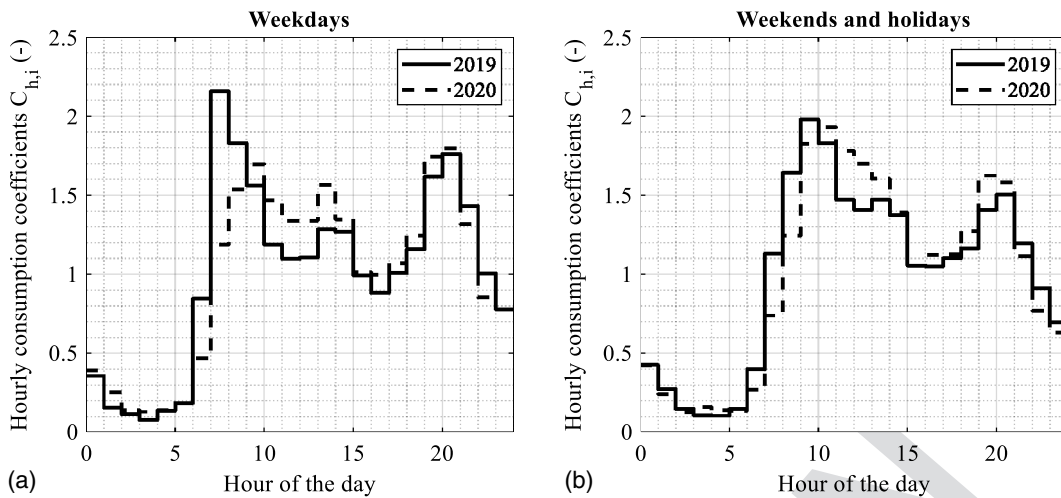 Weekdays
Hourly consumption coefficients C_h,i (-)
2.5
2
1.5
1
0.5
0
2019
2020
0 5 10 15 20
Hour of the day
(a)
Weekends and holidays
Hourly consumption coefficients C_h,i (-)
2.5
2
1.5
1
0.5
0
2019
2020
0 5 10 15 20
Hour of the day
(b)